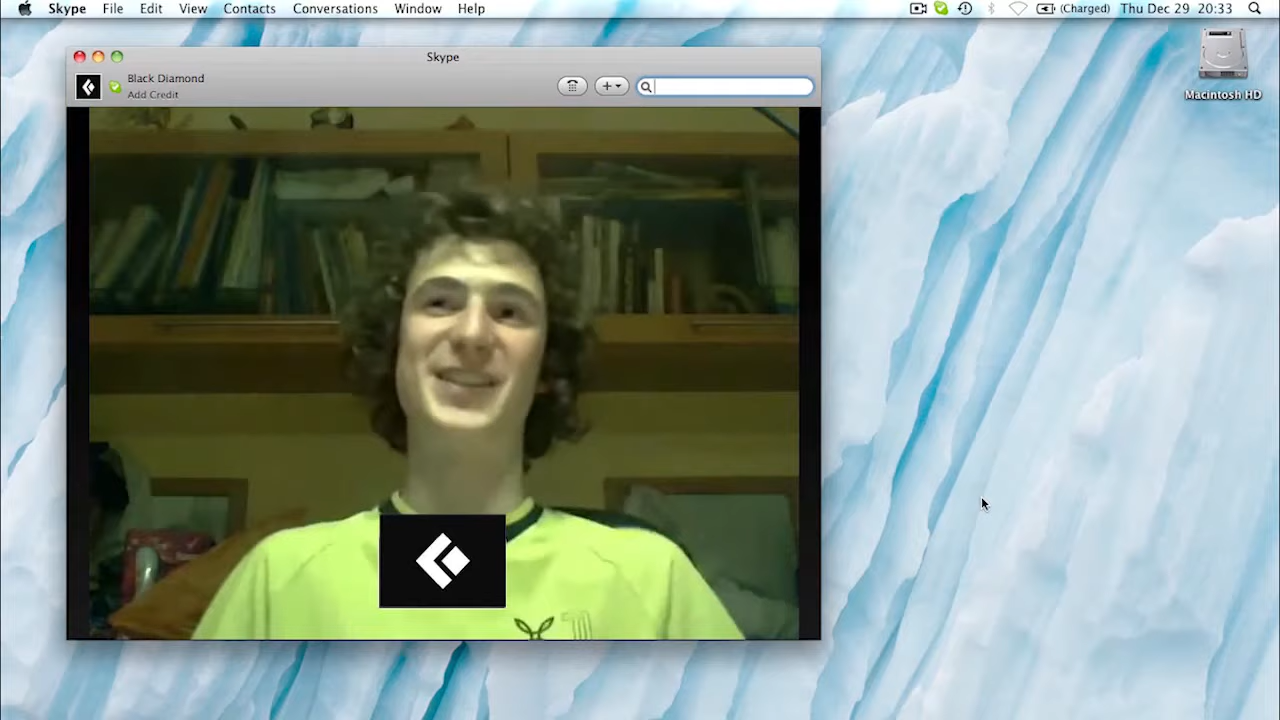 Skype File Edit View Contacts Conversations Window Help (Charged) Thu Dec 29 20:33
Skype
Black Diamond
Add Credit
Macintosh HD